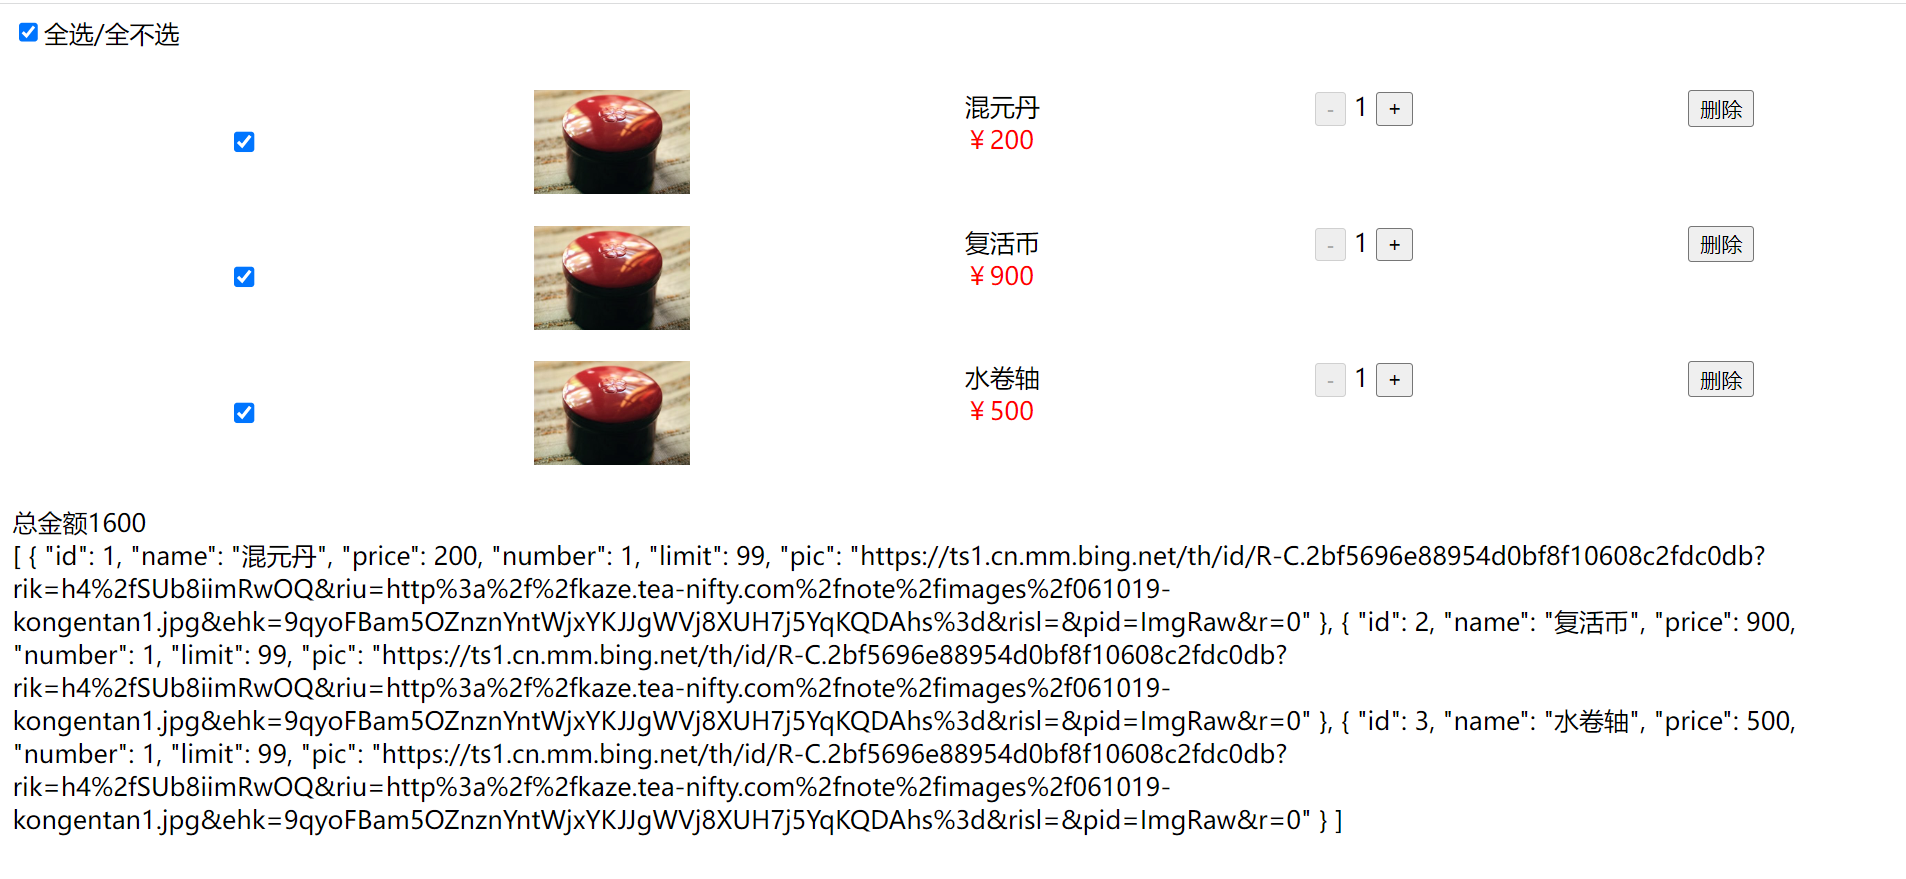 全选/全不选
混元丹
￥200
- 1 +
删除
复活币
￥900
- 1 +
删除
水卷轴
￥500
- 1 +
删除
总金额1600
[ { "id": 1, "name": "混元丹", "price": 200, "number": 1, "limit": 99, "pic": "https://ts1.cn.mm.bing.net/th/id/R-C.2bf5696e88954d0bf8f10608c2fdc0db?
rik=h4%2fSUb8iimRwOQ&riu=http%3a%2f%2fkaze.tea-nifty.com%2fnote%2fimages%2f061019-
kongentan1.jpg&ehk=9qyoFBam5OZnznYntWjxYKJJgWVj8XUH7j5YqKQDAhs%3d&risl=&pid=ImgRaw&r=0" }, { "id": 2, "name": "复活币", "price": 900,
"number": 1, "limit": 99, "pic": "https://ts1.cn.mm.bing.net/th/id/R-C.2bf5696e88954d0bf8f10608c2fdc0db?
rik=h4%2fSUb8iimRwOQ&riu=http%3a%2f%2fkaze.tea-nifty.com%2fnote%2fimages%2f061019-
kongentan1.jpg&ehk=9qyoFBam5OZnznYntWjxYKJJgWVj8XUH7j5YqKQDAhs%3d&risl=&pid=ImgRaw&r=0" }, { "id": 3, "name": "水卷轴", "price": 500,
"number": 1, "limit": 99, "pic": "https://ts1.cn.mm.bing.net/th/id/R-C.2bf5696e88954d0bf8f10608c2fdc0db?
rik=h4%2fSUb8iimRwOQ&riu=http%3a%2f%2fkaze.tea-nifty.com%2fnote%2fimages%2f061019-
kongentan1.jpg&ehk=9qyoFBam5OZnznYntWjxYKJJgWVj8XUH7j5YqKQDAhs%3d&risl=&pid=ImgRaw&r=0" } ]